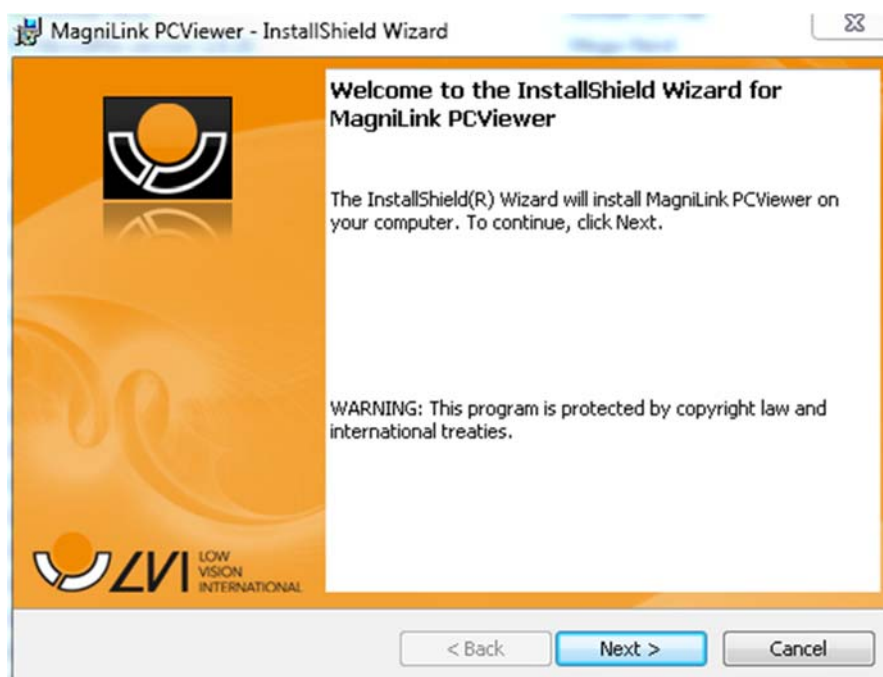 MagniLink PCViewer - InstallShield Wizard
Welcome to the InstallShield Wizard for
MagniLink PCViewer
The InstallShield(R) Wizard will install MagniLink PCViewer on
your computer. To continue, click Next.
WARNING: This program is protected by copyright law and
international treaties.
LVI
LOW
VISION
INTERNATIONAL
< Back
Next >
Cancel